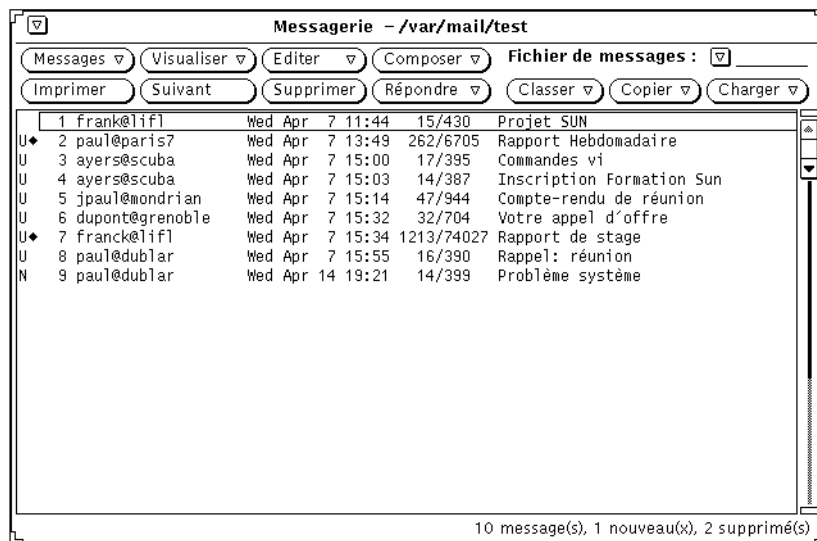 Messagerie – /var/mail/test
Messages Visualiser Editer Composer Fichier de messages :
Imprimer Suivant Supprimer Répondre Classer Copier Charger
1 frank@lifl Wed Apr 7 11:44 15/430 Projet SUN
U◆ 2 paul@paris7 Wed Apr 7 13:49 262/6705 Rapport Hebdomadaire
U 3 ayers@scuba Wed Apr 7 15:00 17/395 Commandes vi
U 4 ayers@scuba Wed Apr 7 15:03 14/387 Inscription Formation Sun
U 5 jpaul@mondrian Wed Apr 7 15:14 47/944 Compte-rendu de réunion
U 6 dupont@grenoble Wed Apr 7 15:32 32/704 Votre appel d´offre
U◆ 7 franck@lifl Wed Apr 7 15:34 1213/74027 Rapport de stage
U 8 paul@dublar Wed Apr 7 15:55 16/390 Rappel: réunion
N 9 paul@dublar Wed Apr 14 19:21 14/399 Problème système
10 message(s), 1 nouveau(x), 2 supprimé(s)